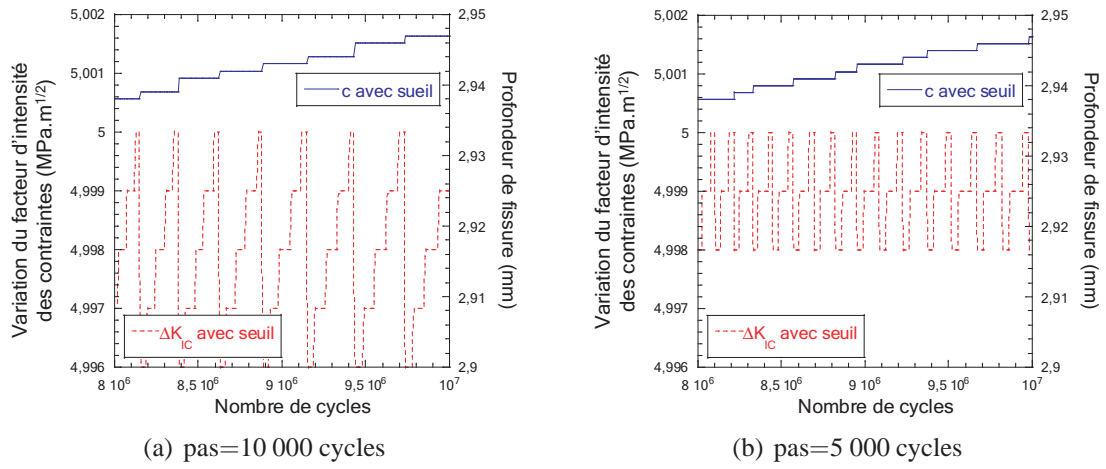 5,002
5,001
5
4,999
4,998
4,997
4,996
Variation du facteur d'intensité
des contraintes (MPa.m1/2)
2,95
2,94
2,93
2,92
2,91
2,9
Profondeur de fissure (mm)
c avec sueil
ΔKIC avec seuil
8 106
8,5 106
9 106
9,5 106
107
Nombre de cycles
(a) pas=10 000 cycles
5,002
5,001
5
4,999
4,998
4,997
4,996
Variation du facteur d'intensité
des contraintes (MPa.m1/2)
2,95
2,94
2,93
2,92
2,91
2,9
Profondeur de fissure (mm)
c avec seuil
ΔKIC avec seuil
8 106
8,5 106
9 106
9,5 106
107
Nombre de cycles
(b) pas=5 000 cycles